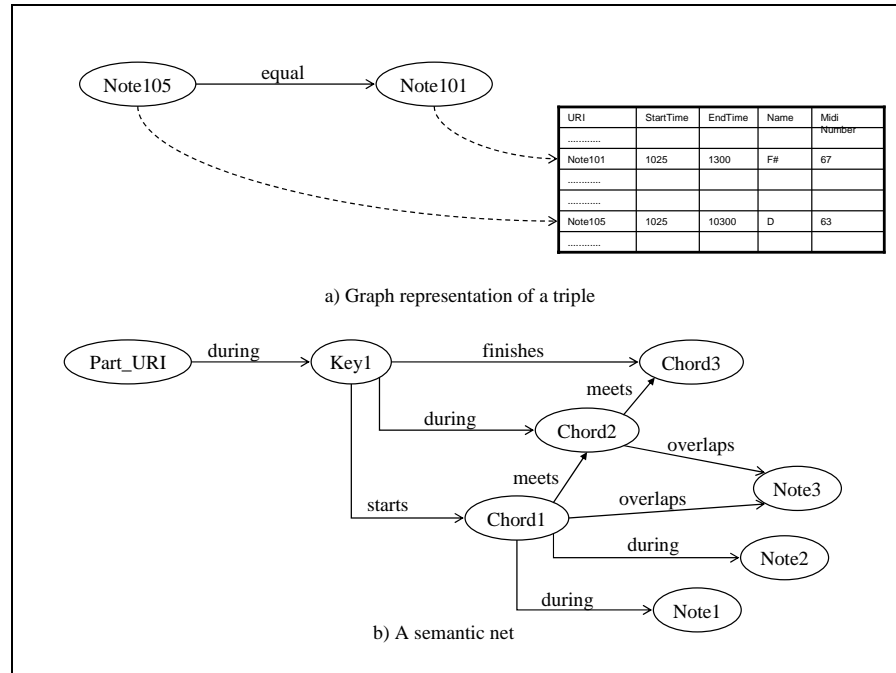 equal
Note105 Note101
URI StartTime EndTime Name Midi Number
............
Note101 1025 1300 F# 67
............
............
Note105 1025 10300 D 63
............
a) Graph representation of a triple
during finishes
Part_URI Key1 Chord3
meets
during
Chord2
overlaps
meets
Note3
starts overlaps
Chord1
during
Note2
during
Note1
b) A semantic net